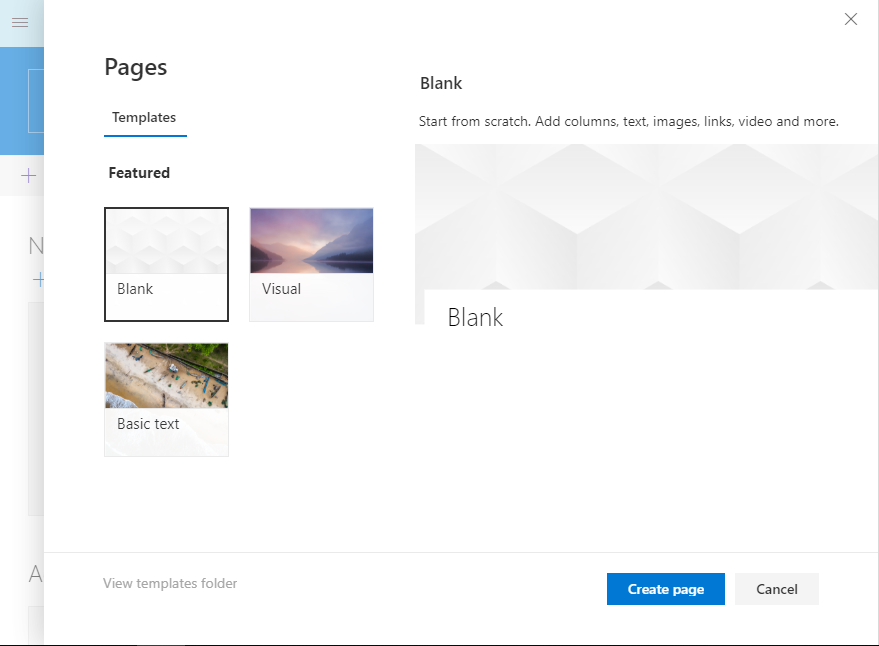 Pages
Templates
Featured
Blank
Visual
Basic text
Blank
Start from scratch. Add columns, text, images, links, video and more.
Blank
N
A
View templates folder
Create page
Cancel